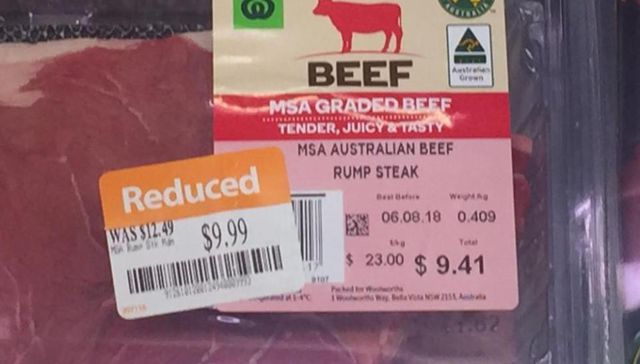 AUSTRALIA
Australian
Grown
BEEF
MSA GRADED BEEF
TENDER, JUICY & TASTY
MSA AUSTRALIAN BEEF
RUMP STEAK
Best Before Weight kg
06.08.18 0.409
$/kg Total
$ 23.00 $ 9.41
Packed for Woolworths
1 Woolworths Way, Bella Vista NSW 2153, Australia
Reduced
WAS $12.49
$9.99